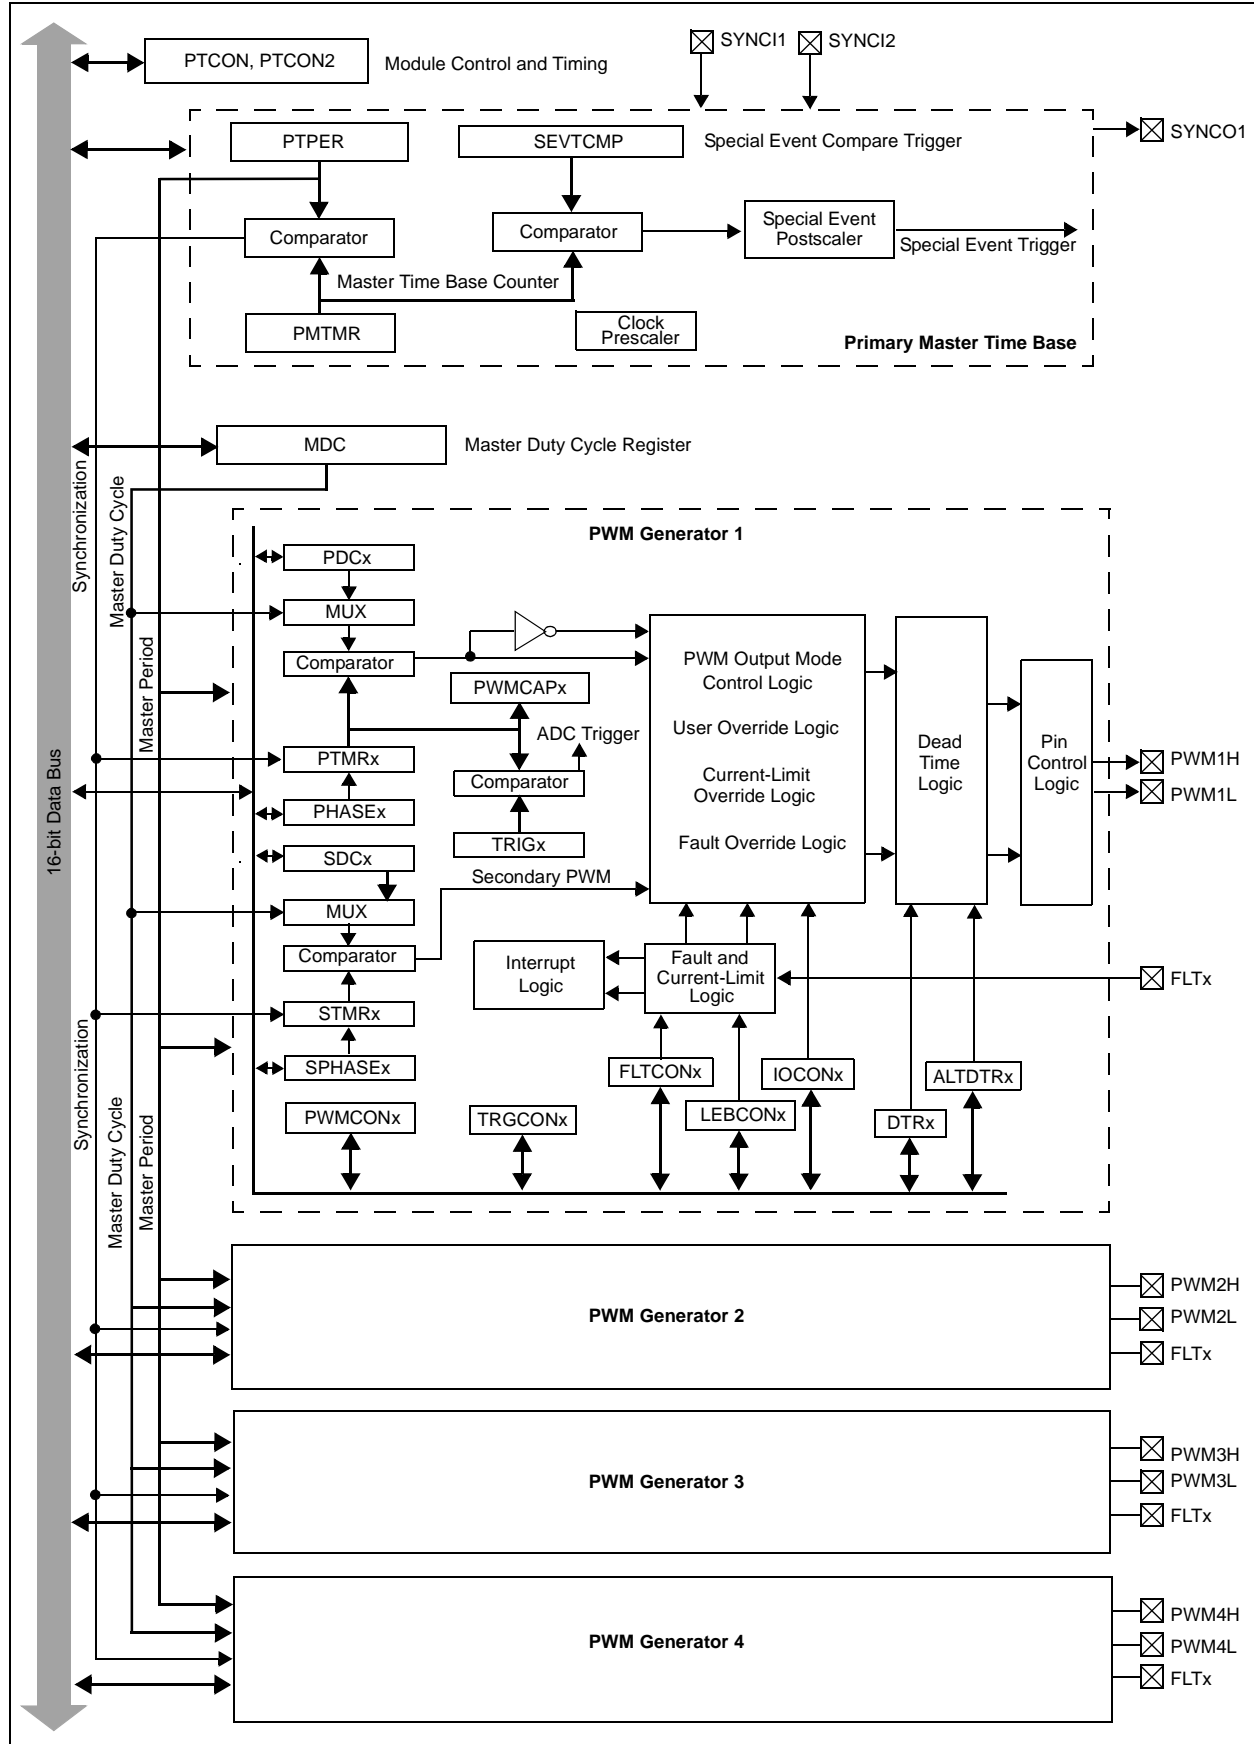 PTCON, PTCON2
Module Control and Timing
SYNCI1
SYNCI2
PTPER
SEVTCMP
Special Event Compare Trigger
SYNCO1
Comparator
Comparator
Special Event
Postscaler
Special Event Trigger
Master Time Base Counter
PMTMR
Clock
Prescaler
Primary Master Time Base
MDC
Master Duty Cycle Register
Synchronization
Master Duty Cycle
Master Period
16-bit Data Bus
PWM Generator 1
PDCx
MUX
Comparator
PWMCAPx
ADC Trigger
PTMRx
Comparator
PHASEx
TRIGx
SDCx
Secondary PWM
MUX
Comparator
STMRx
SPHASEx
PWM Output Mode
Control Logic
User Override Logic
Current-Limit
Override Logic
Fault Override Logic
Dead
Time
Logic
Pin
Control
Logic
PWM1H
PWM1L
Interrupt
Logic
Fault and
Current-Limit
Logic
FLTx
Synchronization
Master Duty Cycle
Master Period
PWMCONx
TRGCONx
FLTCONx
LEBCONx
IOCONx
DTRx
ALTDTRx
PWM Generator 2
PWM2H
PWM2L
FLTx
PWM Generator 3
PWM3H
PWM3L
FLTx
PWM Generator 4
PWM4H
PWM4L
FLTx